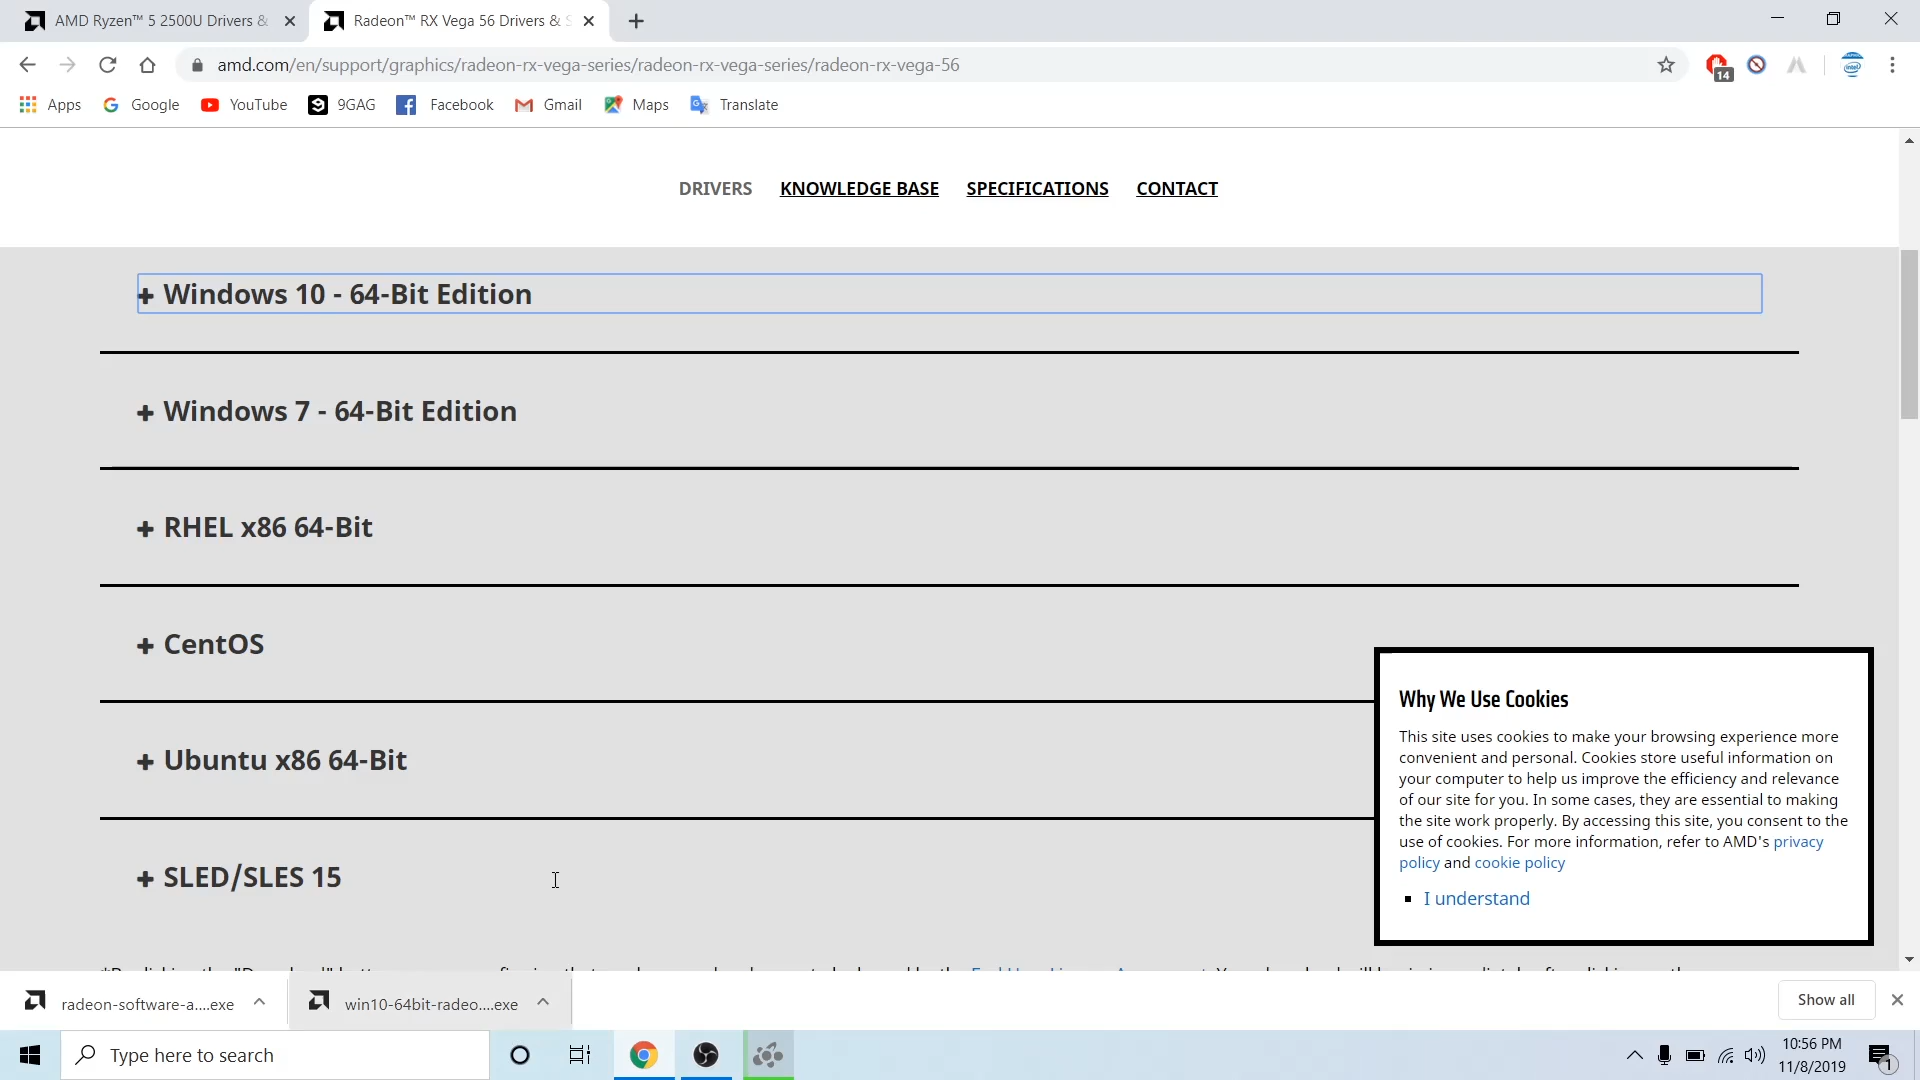 AMD Ryzen™ 5 2500U Drivers &
Radeon™ RX Vega 56 Drivers & S
amd.com/en/support/graphics/radeon-rx-vega-series/radeon-rx-vega-series/radeon-rx-vega-56
14
intel
Apps
Google
YouTube
9GAG
Facebook
Gmail
Maps
Translate
DRIVERS
KNOWLEDGE BASE
SPECIFICATIONS
CONTACT
Windows 10 - 64-Bit Edition
Windows 7 - 64-Bit Edition
RHEL x86 64-Bit
CentOS
Ubuntu x86 64-Bit
SLED/SLES 15
Why We Use Cookies
This site uses cookies to make your browsing experience more
convenient and personal. Cookies store useful information on
your computer to help us improve the efficiency and relevance
of our site for you. In some cases, they are essential to making
the site work properly. By accessing this site, you consent to the
use of cookies. For more information, refer to AMD's privacy
policy and cookie policy
I understand
radeon-software-a....exe
win10-64bit-radeo....exe
Show all
Type here to search
10:56 PM
11/8/2019
1